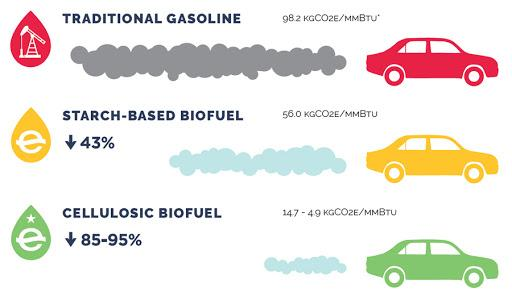 TRADITIONAL GASOLINE 98.2 KGCO2E/MMBTU*
STARCH-BASED BIOFUEL 56.0 KGCO2E/MMBTU
43%
CELLULOSIC BIOFUEL 14.7 - 4.9 KGCO2E/MMBTU
85-95%